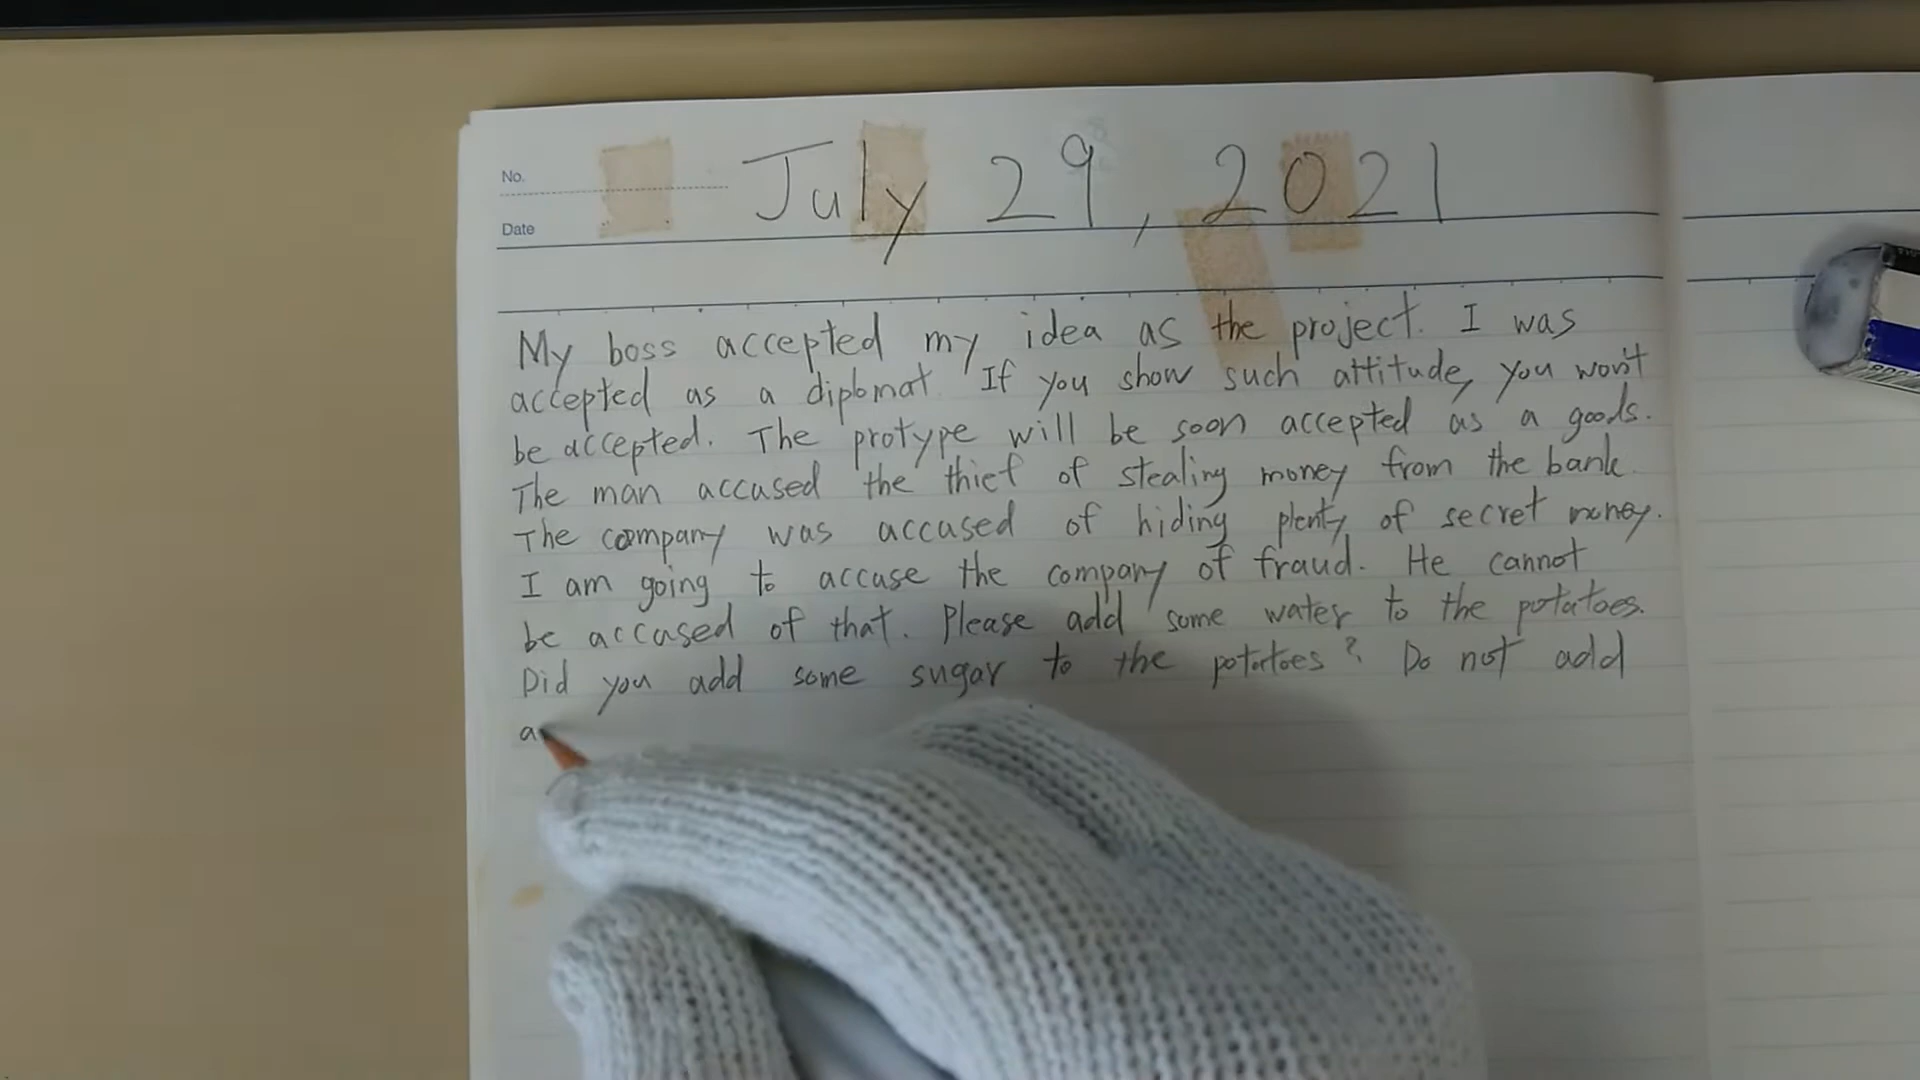 No.
July 29, 2021
Date
My boss accepted my idea as the project. I was
accepted as a diplomat. If you show such attitude, you won't
be accepted. The protype will be soon accepted as a goods.
The man accused the thief of stealing money from the bank.
The company was accused of hiding plenty of secret money.
I am going to accuse the company of fraud. He cannot
be accused of that. Please add some water to the potatoes.
Did you add some sugar to the potatoes? Do not add
a